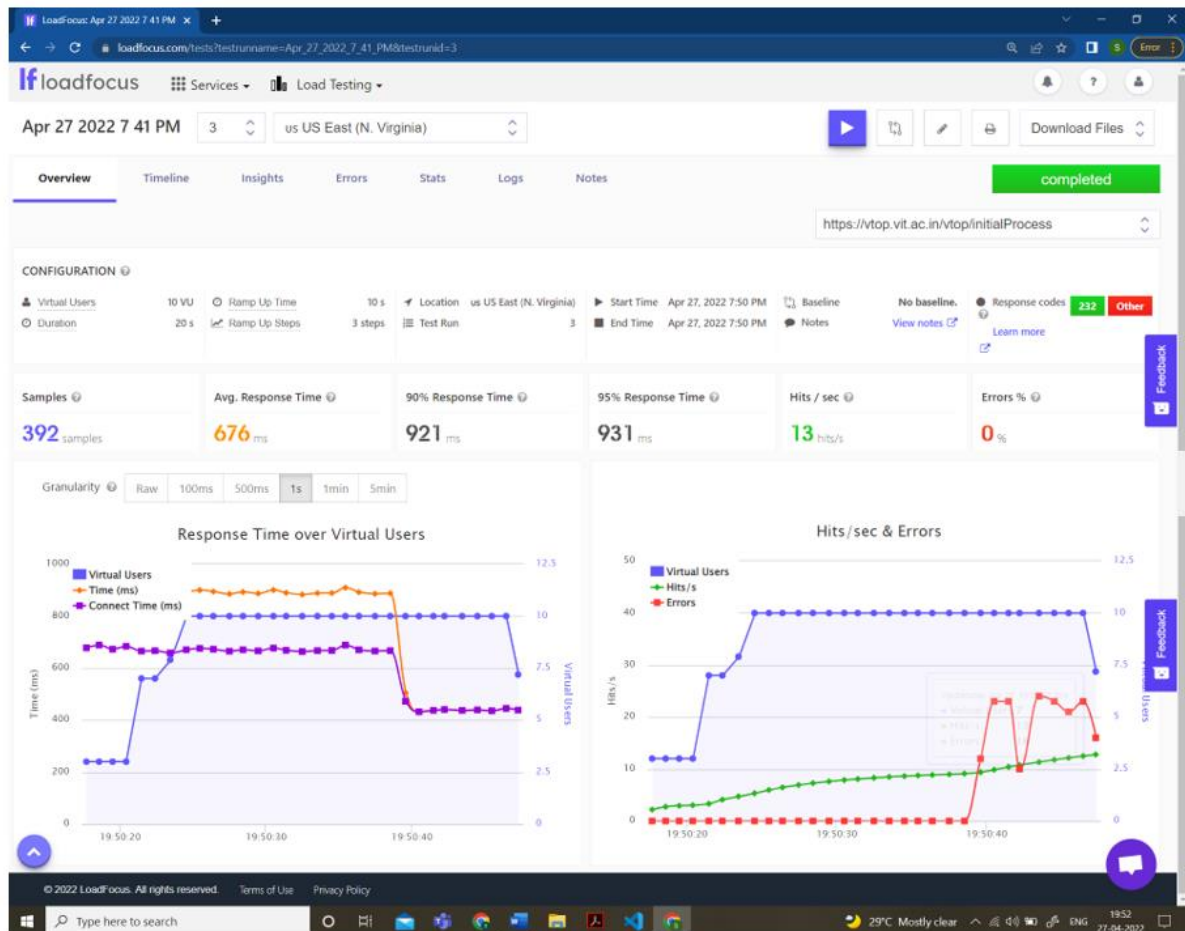 LoadFocus: Apr 27 2022 7 41 PM
loadfocus.com/tests?testrunname=Apr_27_2022_7_41_PM&testrunid=3
S Error
lf loadfocus Services Load Testing ?
Apr 27 2022 7 41 PM 3 us US East (N. Virginia) Download Files
Overview Timeline Insights Errors Stats Logs Notes completed
https://vtop.vit.ac.in/vtop/initialProcess
CONFIGURATION
Virtual Users 10 VU Ramp Up Time 10 s Location us US East (N. Virginia) Start Time Apr 27, 2022 7:50 PM Baseline No baseline. Response codes 232 Other
Duration 20 s Ramp Up Steps 3 steps Test Run 3 End Time Apr 27, 2022 7:50 PM Notes View notes Learn more
Feedback
Samples Avg. Response Time 90% Response Time 95% Response Time Hits / sec Errors %
392 samples 676 ms 921 ms 931 ms 13 hits/s 0 %
Granularity Raw 100ms 500ms 1s 1min 5min
Response Time over Virtual Users
Virtual Users
Time (ms)
Connect Time (ms)
1000
800
600
400
200
0
Time (ms)
12.5
10
7.5
5
2.5
0
Virtual Users
19:50:20 19:50:30 19:50:40
Hits/sec & Errors
Virtual Users
Hits/s
Errors
50
40
30
20
10
0
Hits/s
12.5
10
7.5
5
2.5
0
Users
19:50:20 19:50:30 19:50:40
Feedback
© 2022 LoadFocus. All rights reserved. Terms of Use Privacy Policy
Type here to search 29°C Mostly clear ENG 19:52
27-04-2022